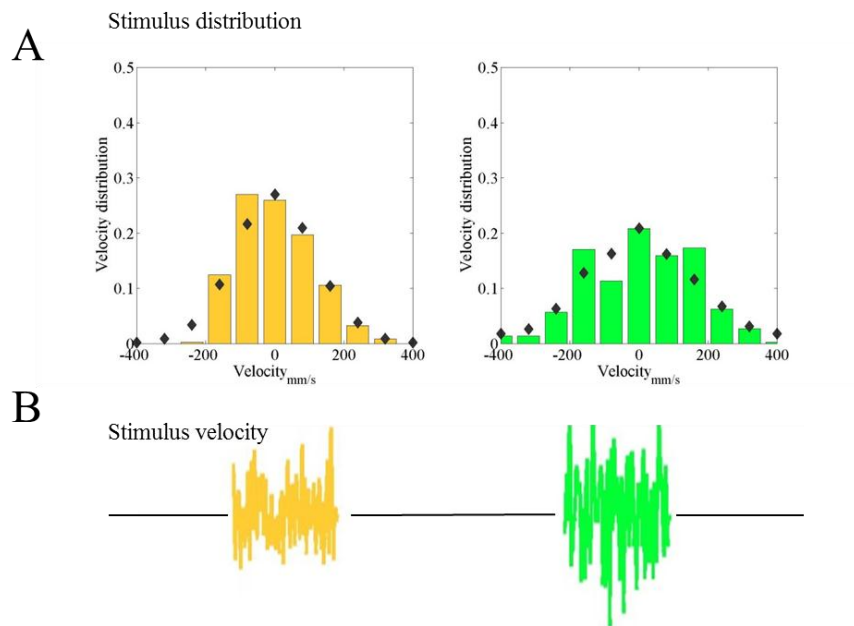 Stimulus distribution
A
0.5
0.4
0.3
0.2
0.1
0
-400
-200
0
200
400
Velocity distribution
Velocity mm/s
0.5
0.4
0.3
0.2
0.1
0
-400
-200
0
200
400
Velocity distribution
Velocity mm/s
B
Stimulus velocity